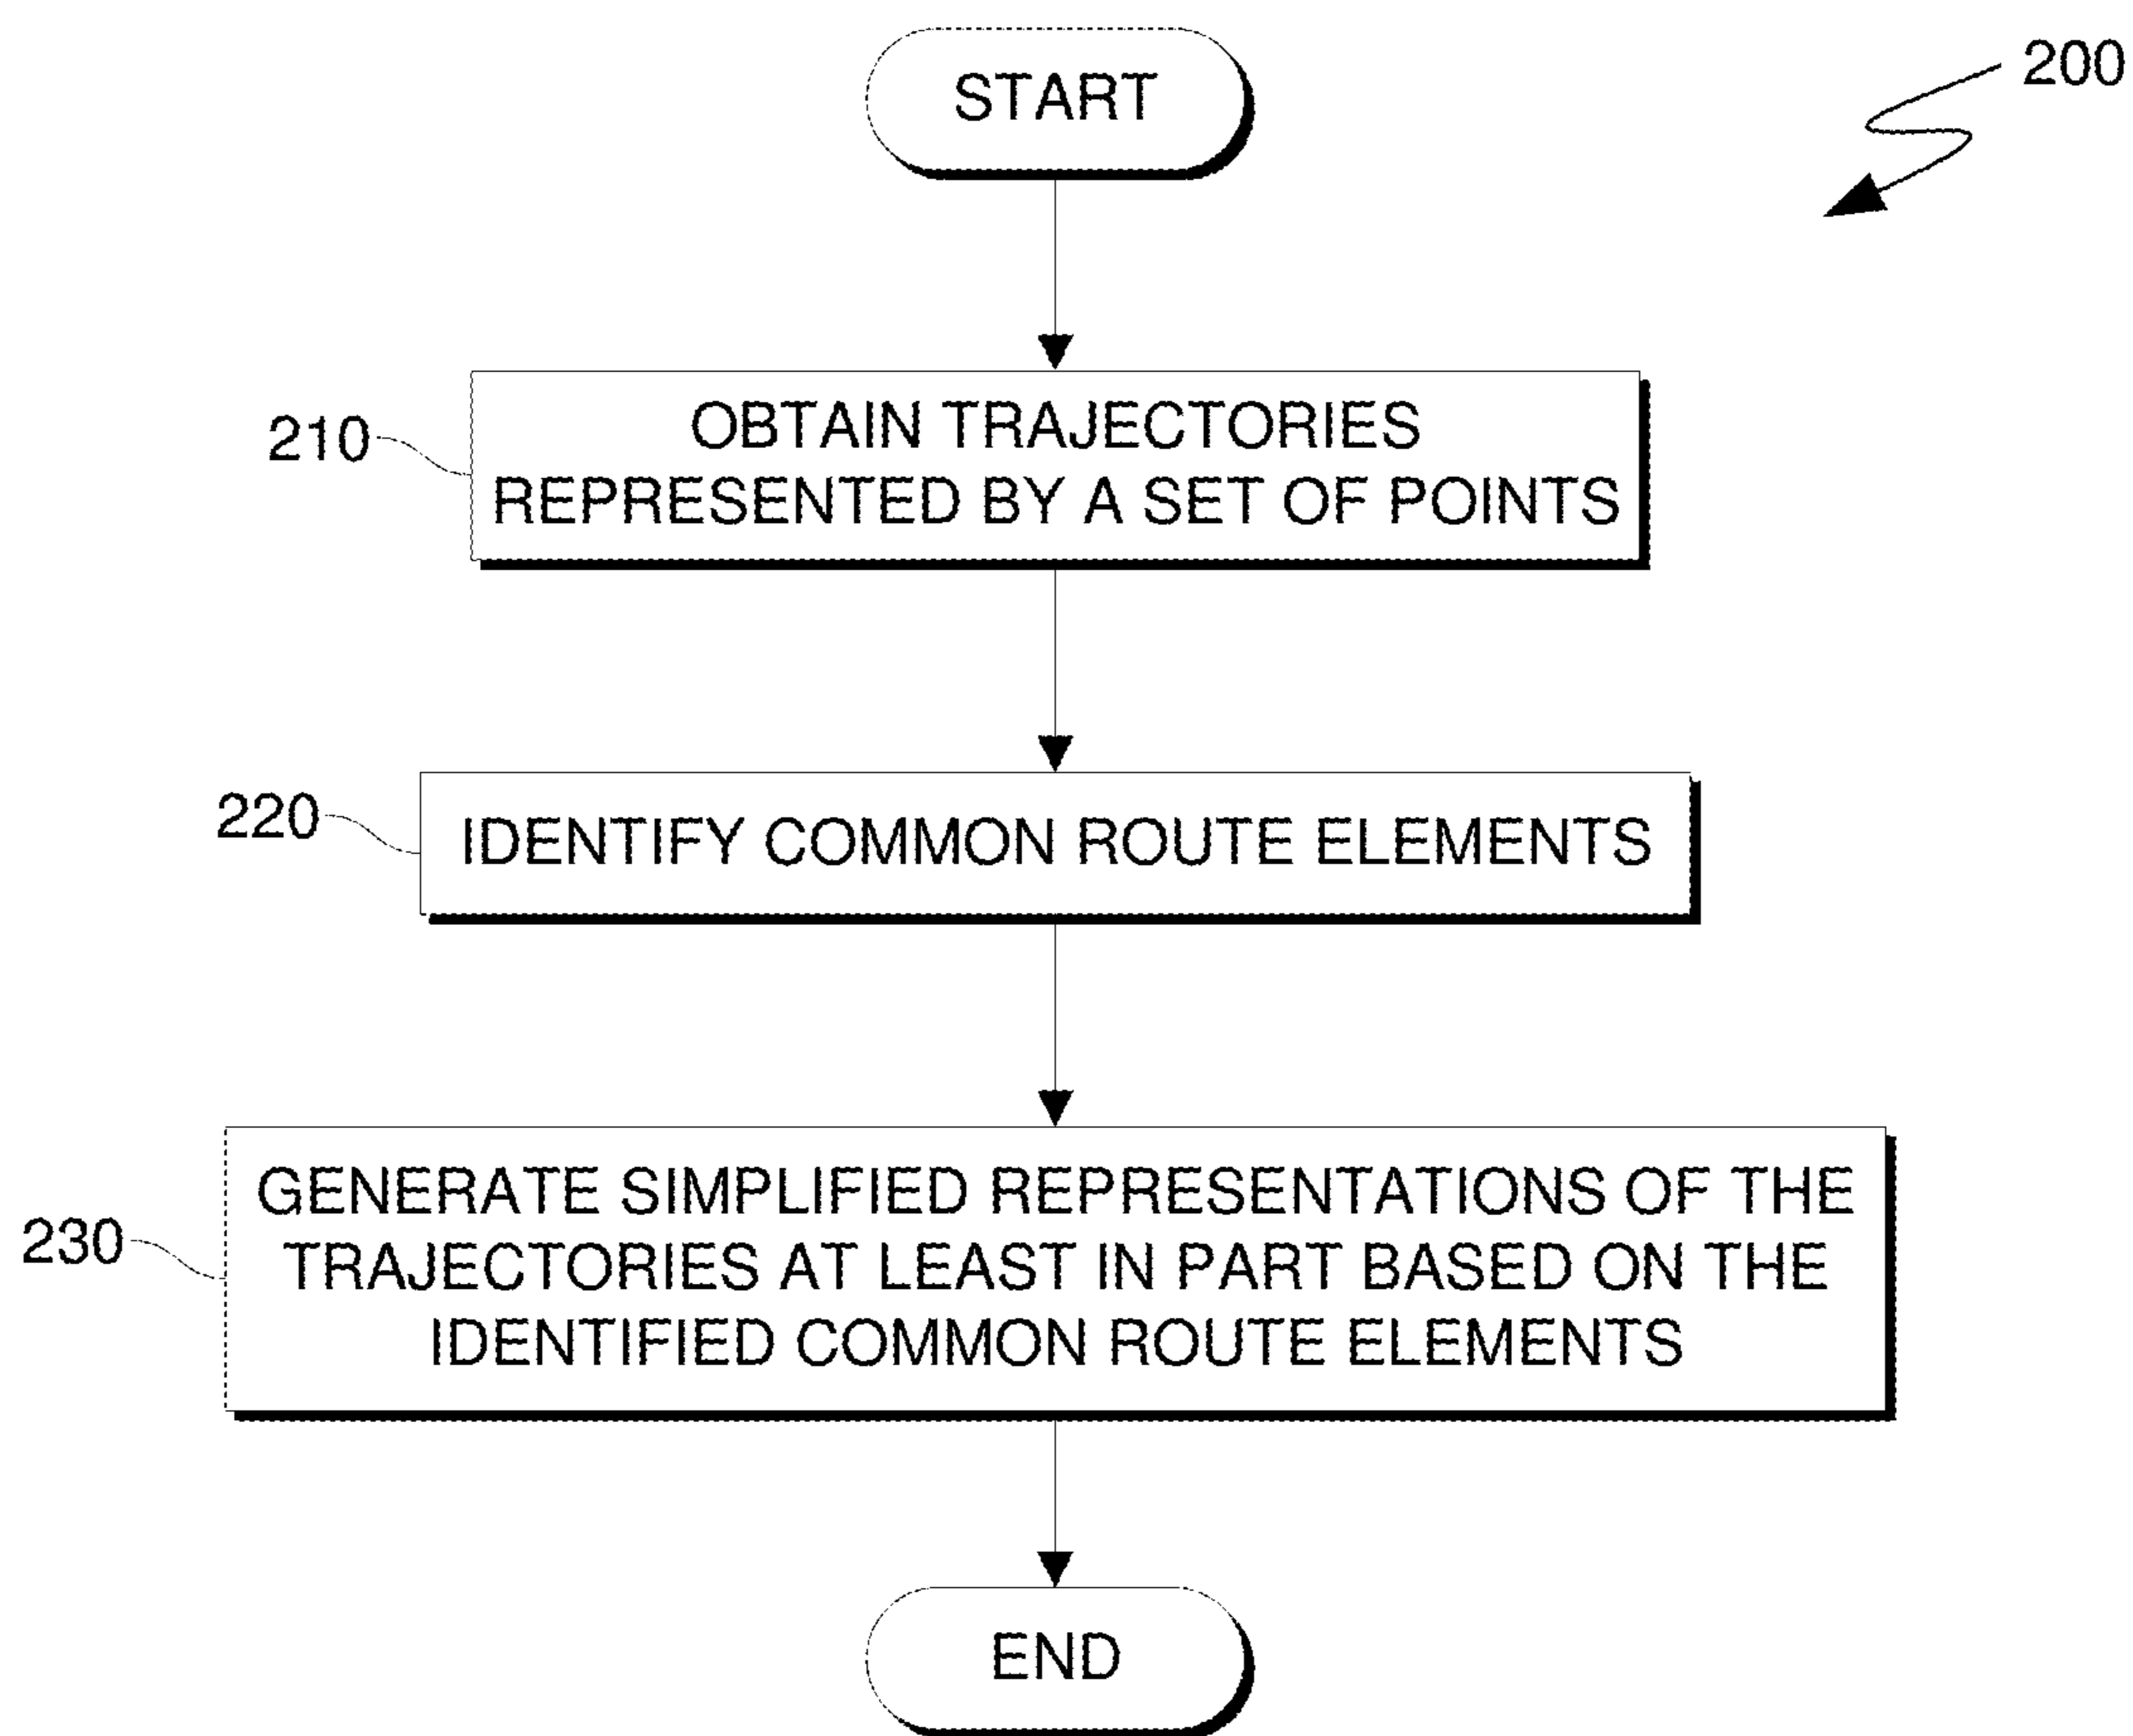 START
200
210
OBTAIN TRAJECTORIES
REPRESENTED BY A SET OF POINTS
220
IDENTIFY COMMON ROUTE ELEMENTS
230
GENERATE SIMPLIFIED REPRESENTATIONS OF THE
TRAJECTORIES AT LEAST IN PART BASED ON THE
IDENTIFIED COMMON ROUTE ELEMENTS
END